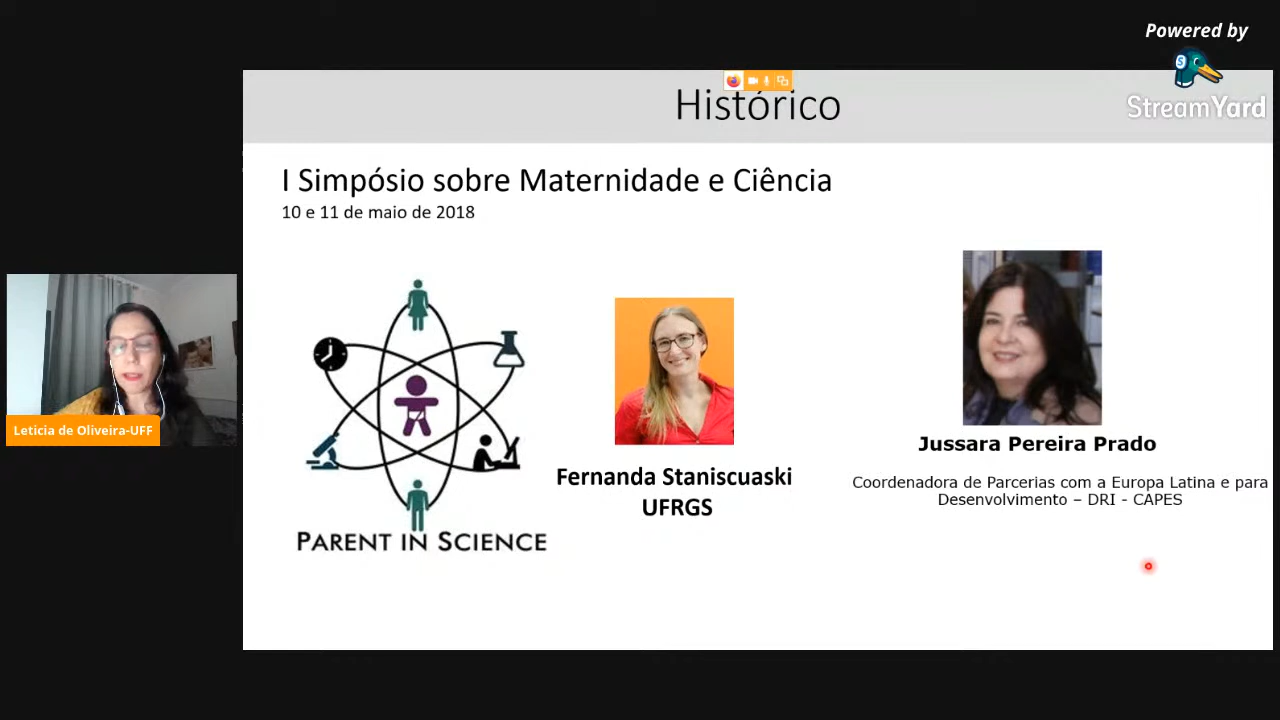 Powered by
StreamYard
Histórico
I Simpósio sobre Maternidade e Ciência
10 e 11 de maio de 2018
Leticia de Oliveira-UFF
PARENT IN SCIENCE
Fernanda Staniscuaski
UFRGS
Jussara Pereira Prado
Coordenadora de Parcerias com a Europa Latina e para
Desenvolvimento – DRI - CAPES